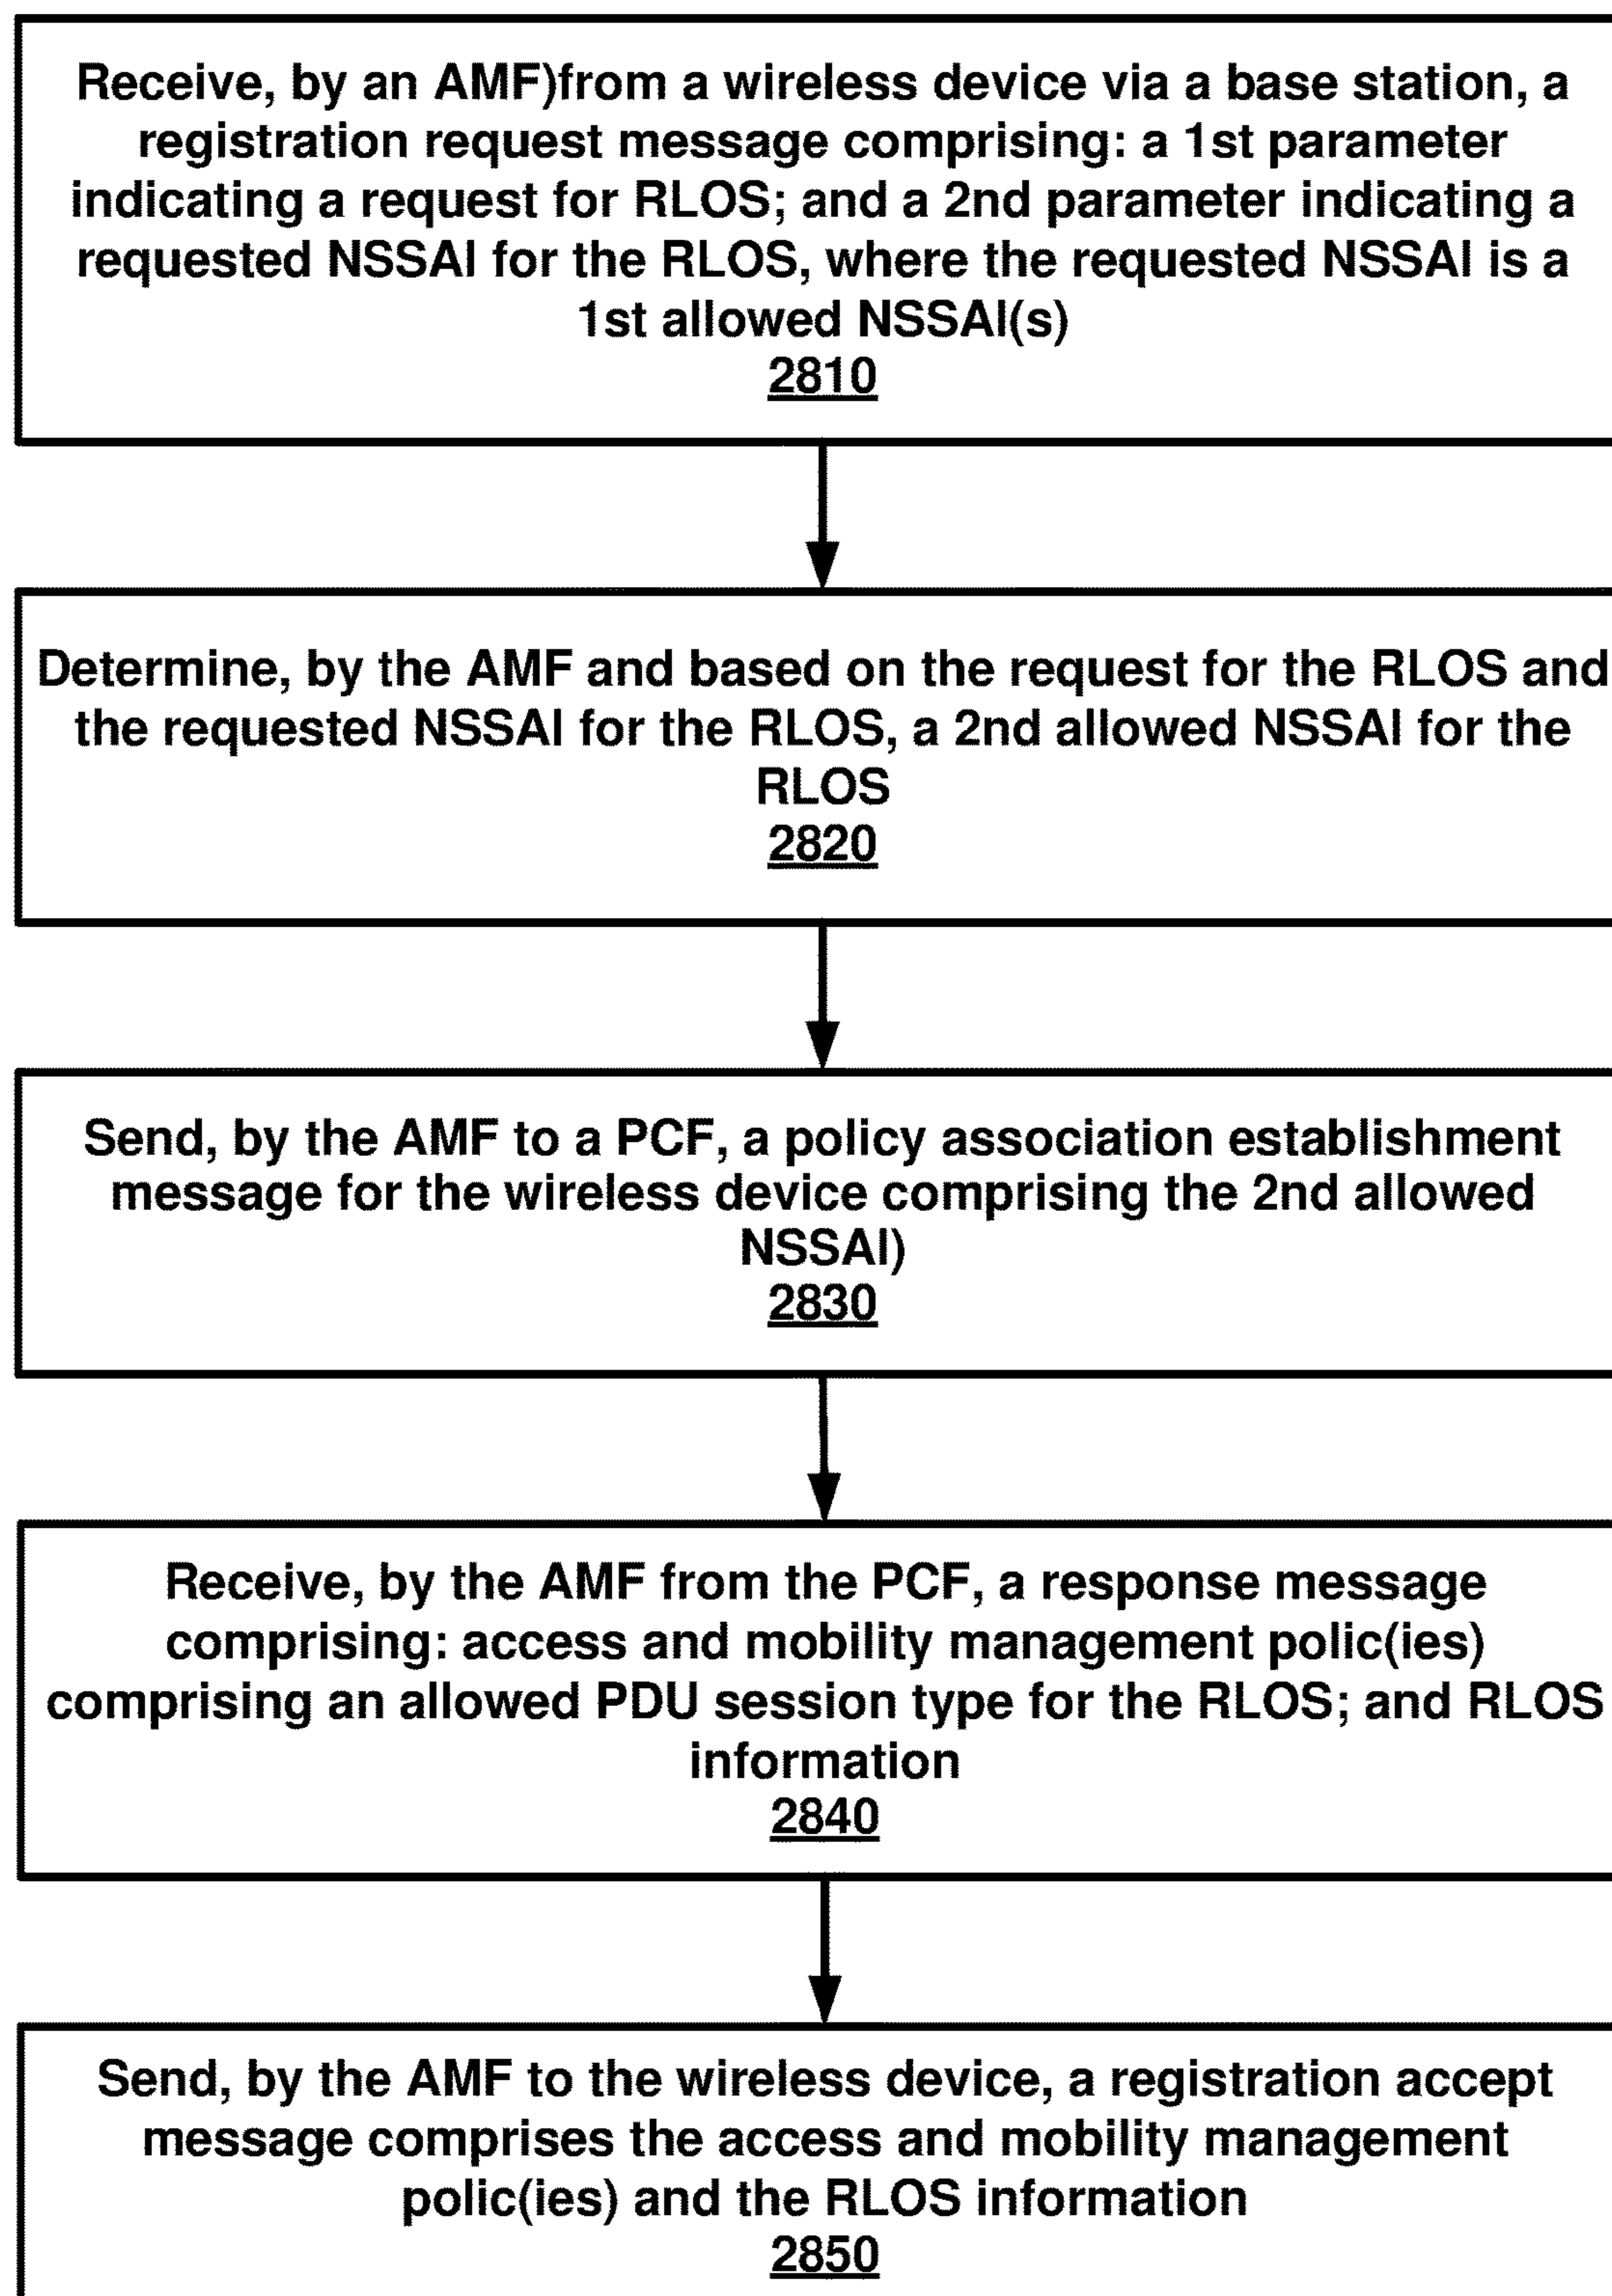 Receive, by an AMF)from a wireless device via a base station, a
registration request message comprising: a 1st parameter
indicating a request for RLOS; and a 2nd parameter indicating a
requested NSSAI for the RLOS, where the requested NSSAI is a
1st allowed NSSAI(s)
2810
Determine, by the AMF and based on the request for the RLOS and
the requested NSSAI for the RLOS, a 2nd allowed NSSAI for the
RLOS
2820
Send, by the AMF to a PCF, a policy association establishment
message for the wireless device comprising the 2nd allowed
NSSAI)
2830
Receive, by the AMF from the PCF, a response message
comprising: access and mobility management polic(ies)
comprising an allowed PDU session type for the RLOS; and RLOS
information
2840
Send, by the AMF to the wireless device, a registration accept
message comprises the access and mobility management
polic(ies) and the RLOS information
2850